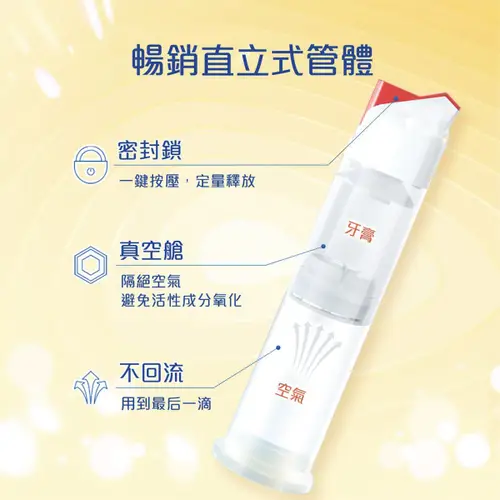 暢銷直立式管體
密封鎖
一鍵按壓，定量釋放
牙膏
真空艙
隔絕空氣
避免活性成分氧化
不回流
用到最后一滴
空氣